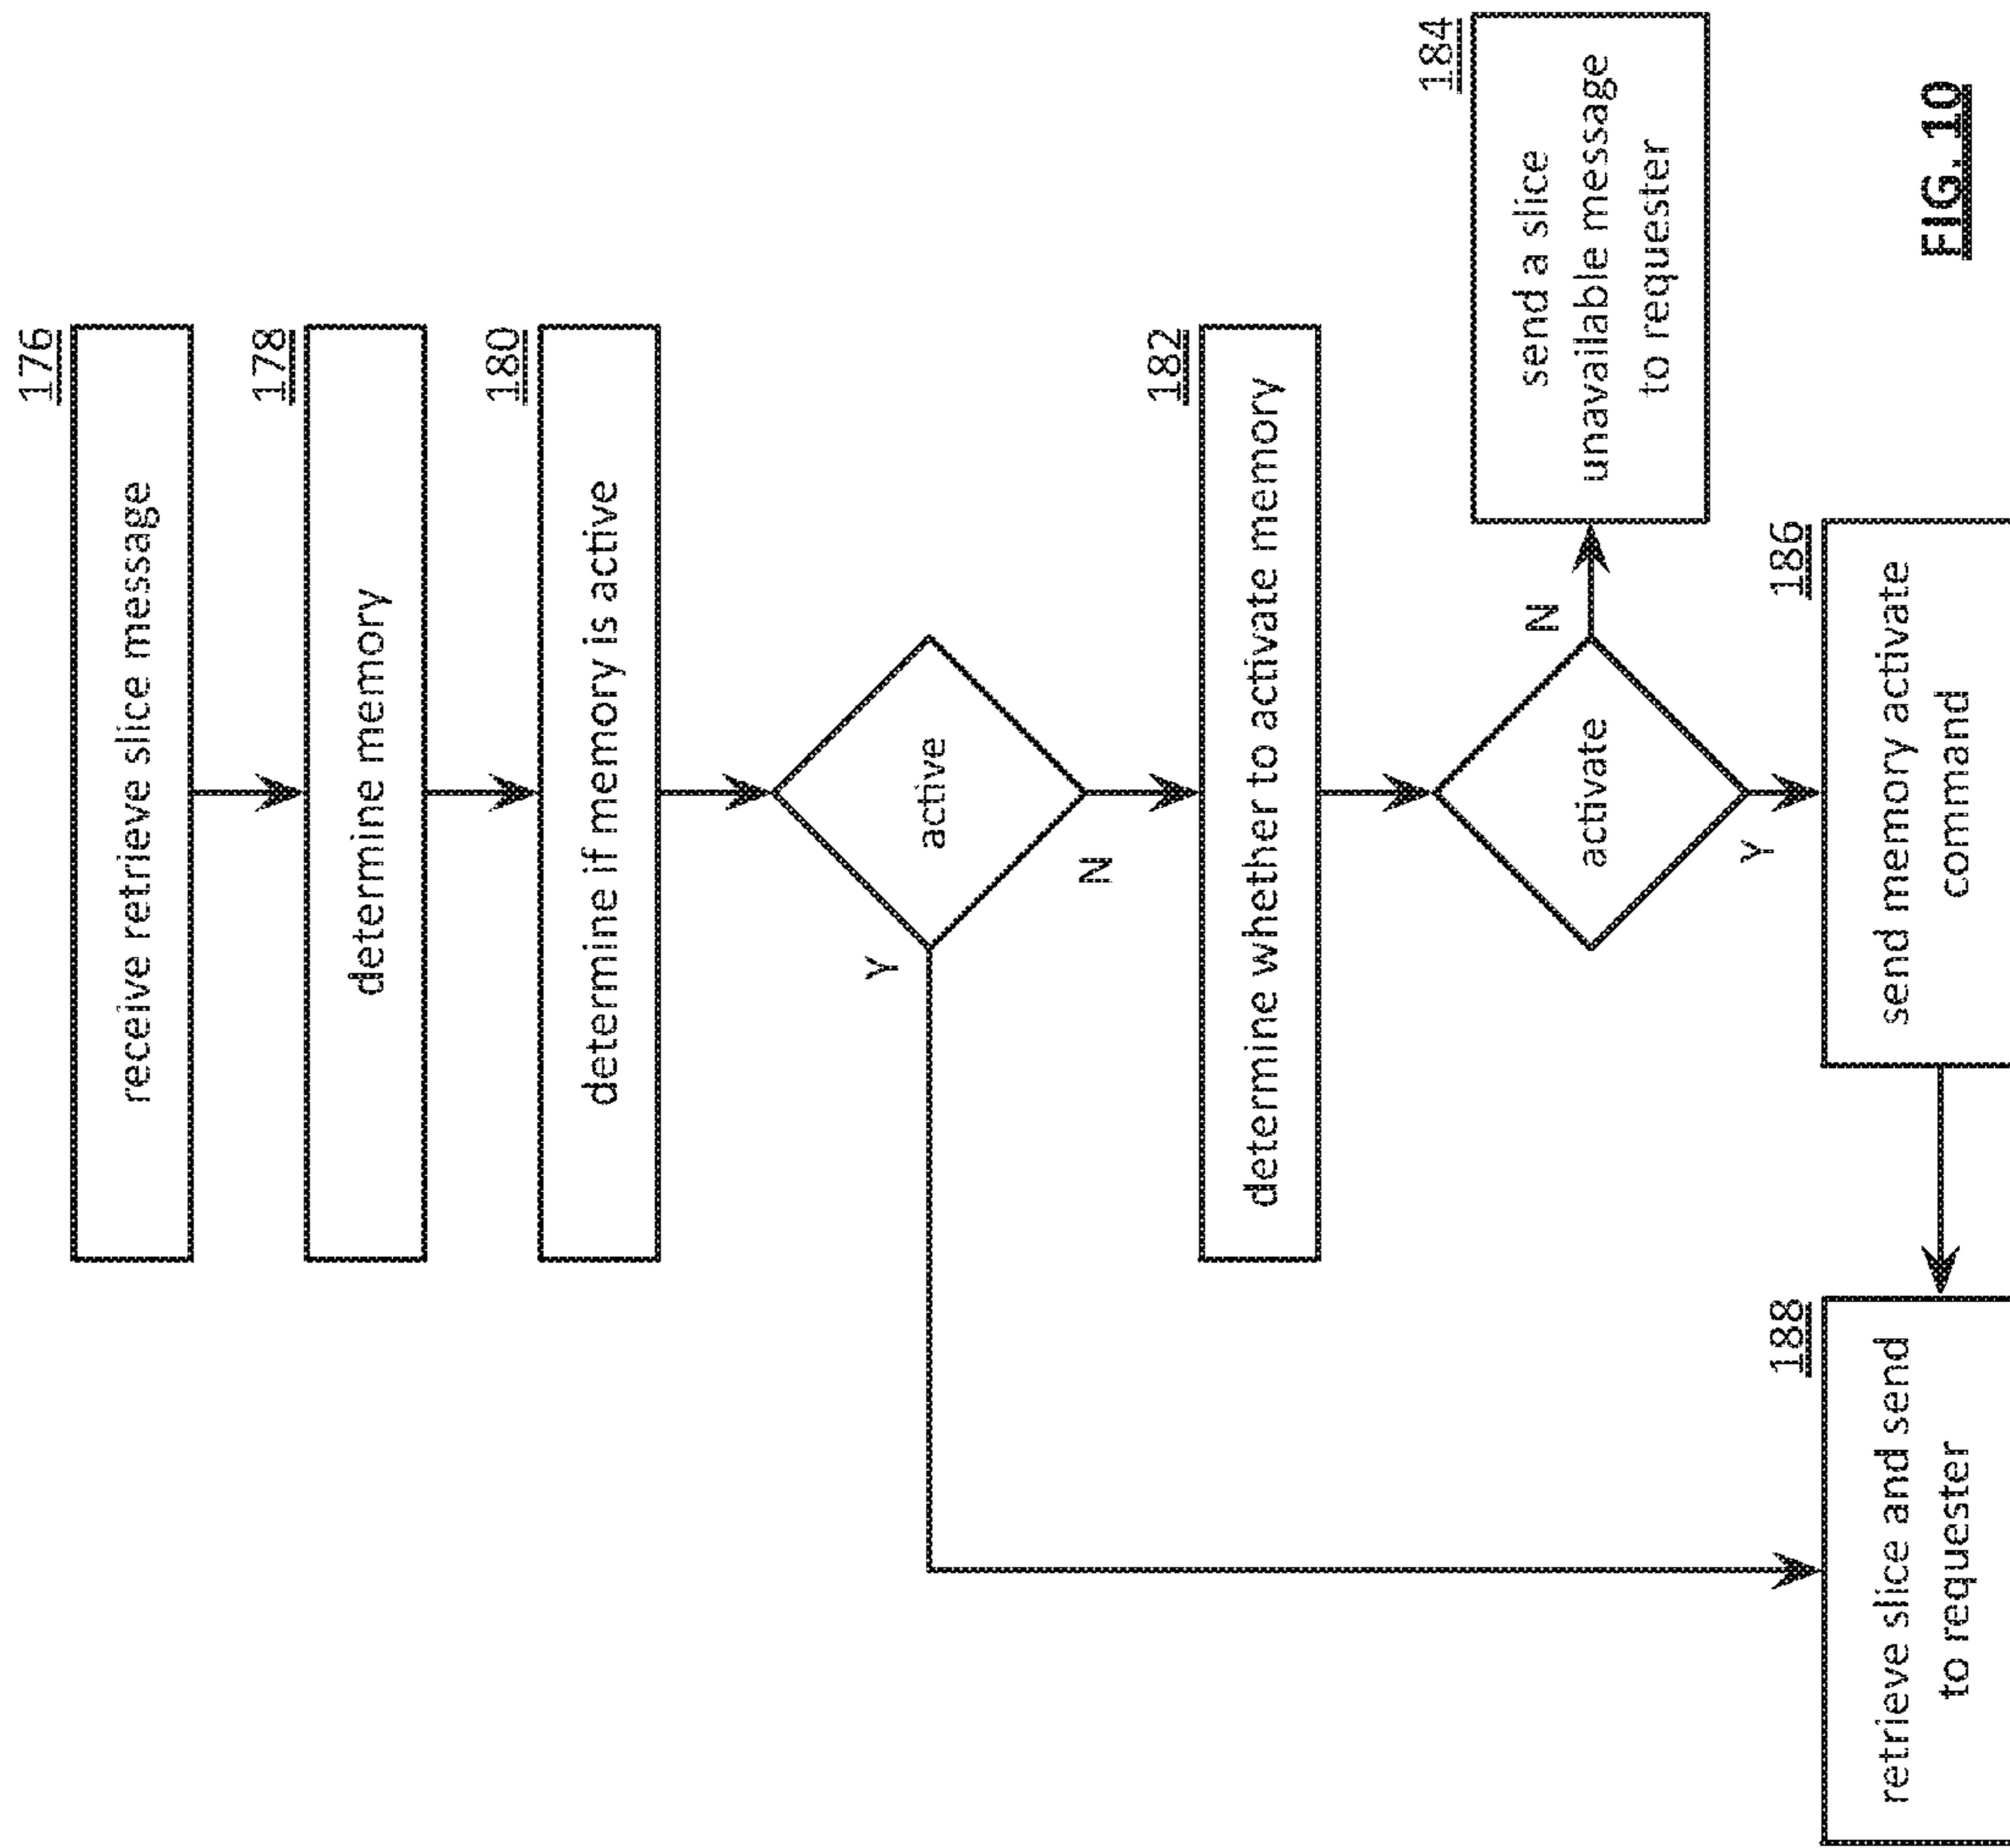 176
receive retrieve slice message
178
determine memory
180
determine if memory is active
active
Y
N
182
determine whether to activate memory
activate
N
Y
184
send a slice
unavailable message
to requester
186
send memory activate
command
188
retrieve slice and send
to requester
FIG. 10